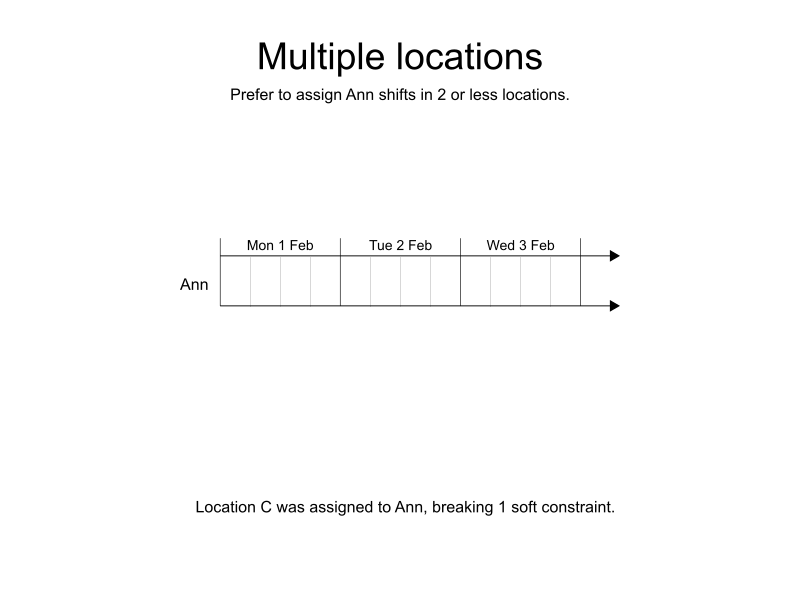 Multiple locations
Prefer to assign Ann shifts in 2 or less locations.
Mon 1 Feb Tue 2 Feb Wed 3 Feb
Ann
Location C was assigned to Ann, breaking 1 soft constraint.